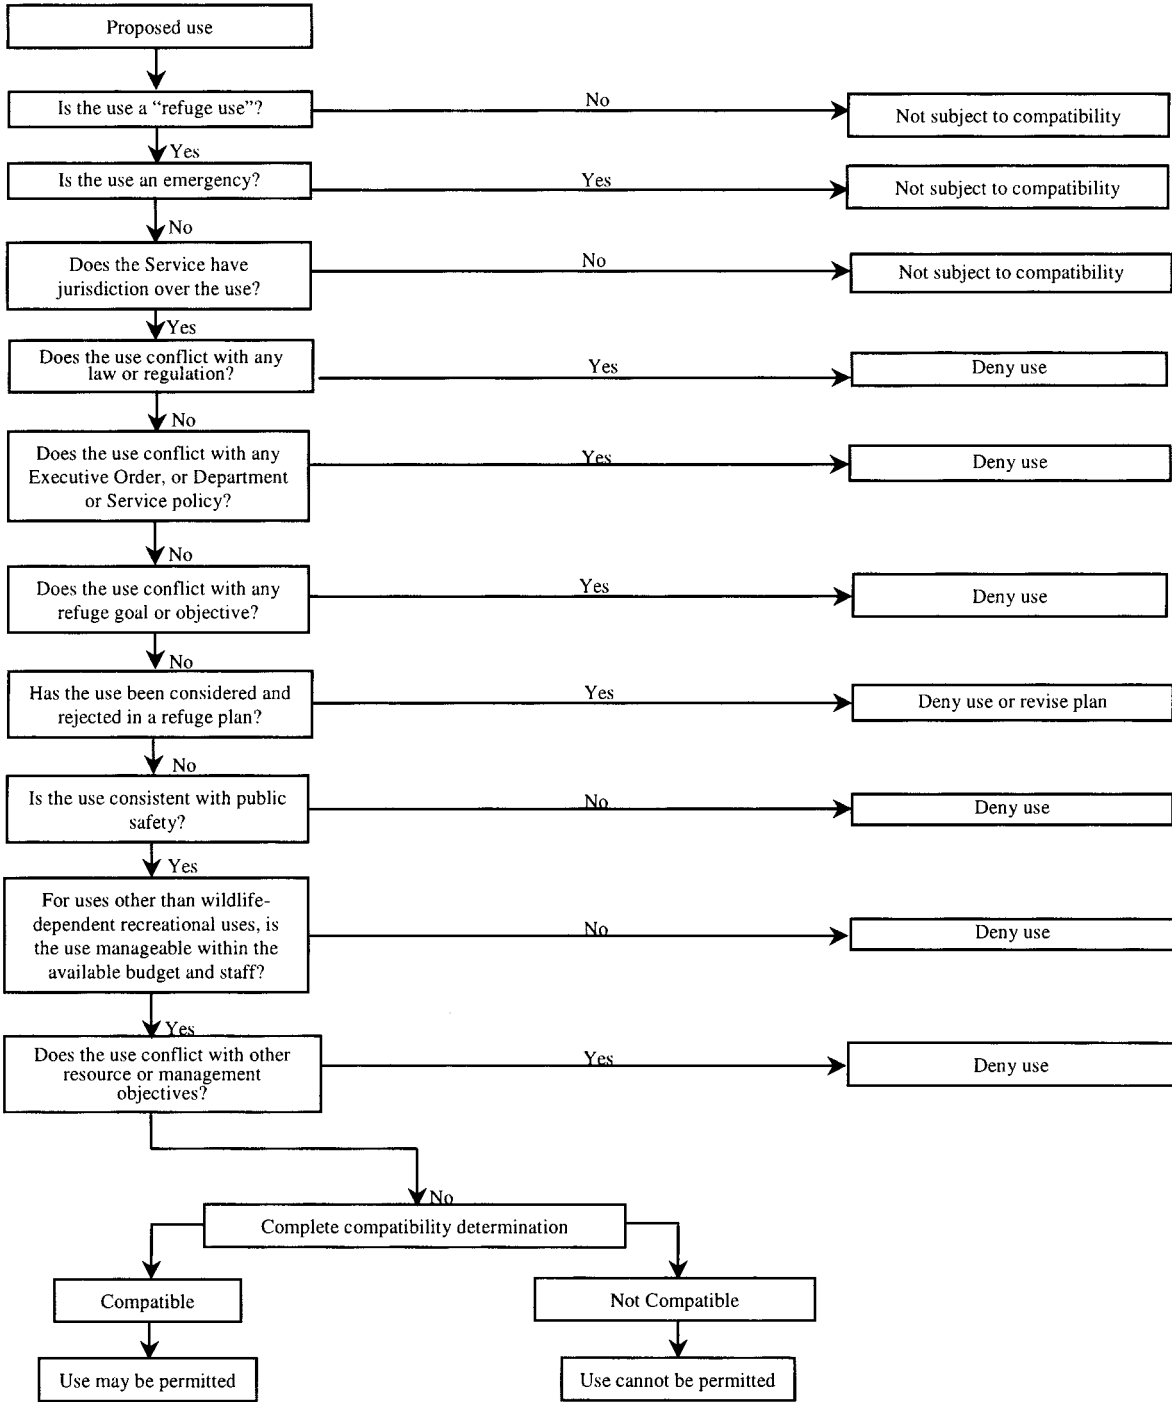 Proposed use
Is the use a “refuge use”?
No
Not subject to compatibility
Yes
Is the use an emergency?
Yes
Not subject to compatibility
No
Does the Service have
jurisdiction over the use?
No
Not subject to compatibility
Yes
Does the use conflict with any
law or regulation?
Yes
Deny use
No
Does the use conflict with any
Executive Order, or Department
or Service policy?
Yes
Deny use
No
Does the use conflict with any
refuge goal or objective?
Yes
Deny use
No
Has the use been considered and
rejected in a refuge plan?
Yes
Deny use or revise plan
No
Is the use consistent with public
safety?
No
Deny use
Yes
For uses other than wildlife-
dependent recreational uses, is
the use manageable within the
available budget and staff?
No
Deny use
Yes
Does the use conflict with other
resource or management
objectives?
Yes
Deny use
No
Complete compatibility determination
Compatible
Not Compatible
Use may be permitted
Use cannot be permitted